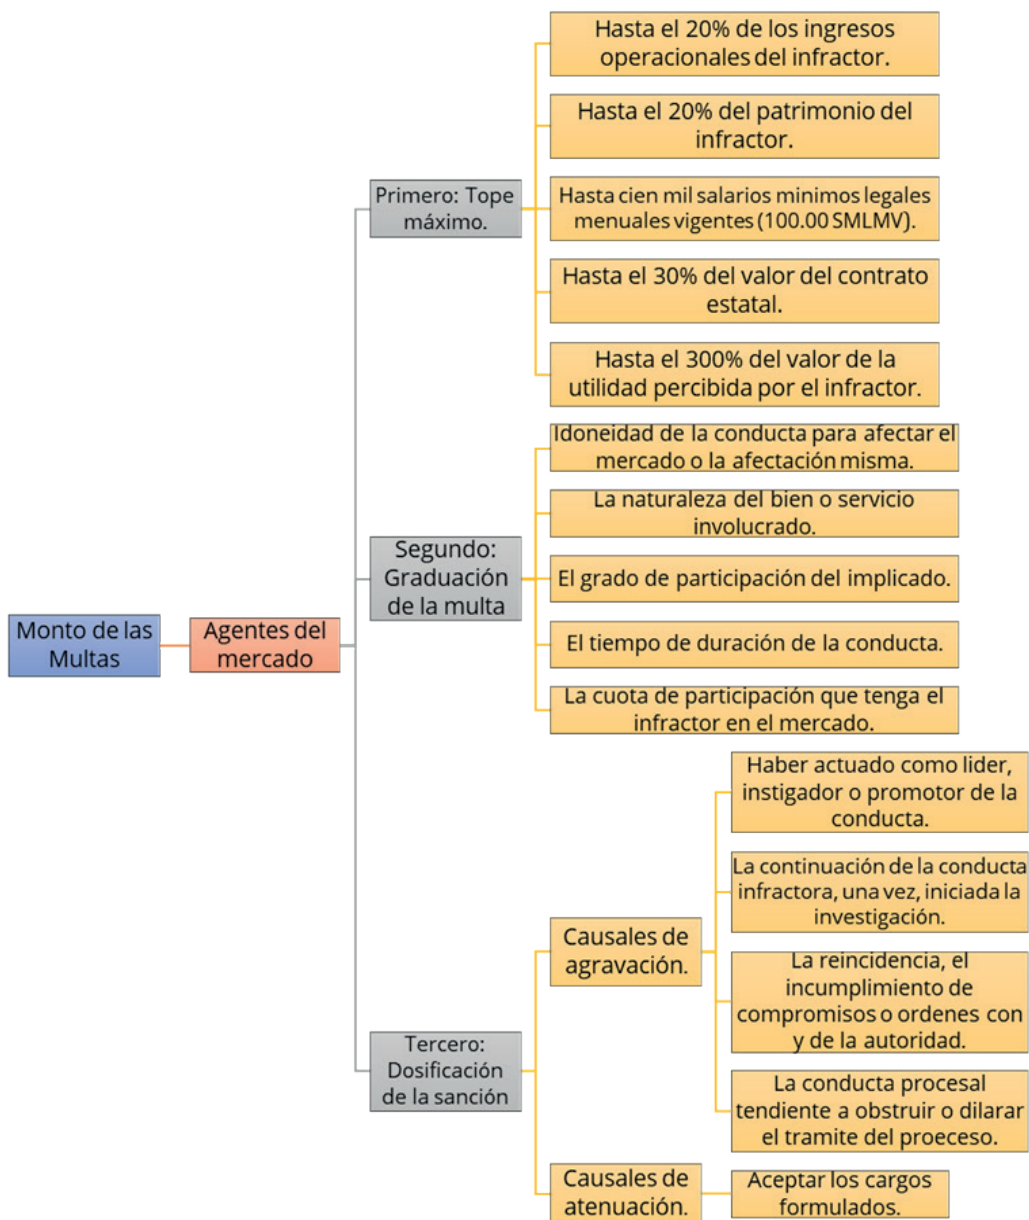 Monto de las
Multas
Agentes del
mercado
Primero: Tope
máximo.
Hasta el 20% de los ingresos
operacionales del infractor.
Hasta el 20% del patrimonio del
infractor.
Hasta cien mil salarios minimos legales
menuales vigentes (100.00 SMLMV).
Hasta el 30% del valor del contrato
estatal.
Hasta el 300% del valor de la
utilidad percibida por el infractor.
Segundo:
Graduación
de la multa
Idoneidad de la conducta para afectar el
mercado o la afectación misma.
La naturaleza del bien o servicio
involucrado.
El grado de participación del implicado.
El tiempo de duración de la conducta.
La cuota de participación que tenga el
infractor en el mercado.
Tercero:
Dosificación
de la sanción
Causales de
agravación.
Haber actuado como lider,
instigador o promotor de la
conducta.
La continuación de la conducta
infractora, una vez, iniciada la
investigación.
La reincidencia, el
incumplimiento de
compromisos o ordenes con
y de la autoridad.
La conducta procesal
tendiente a obstruir o dilarar
el tramite del proeceso.
Causales de
atenuación.
Aceptar los cargos
formulados.